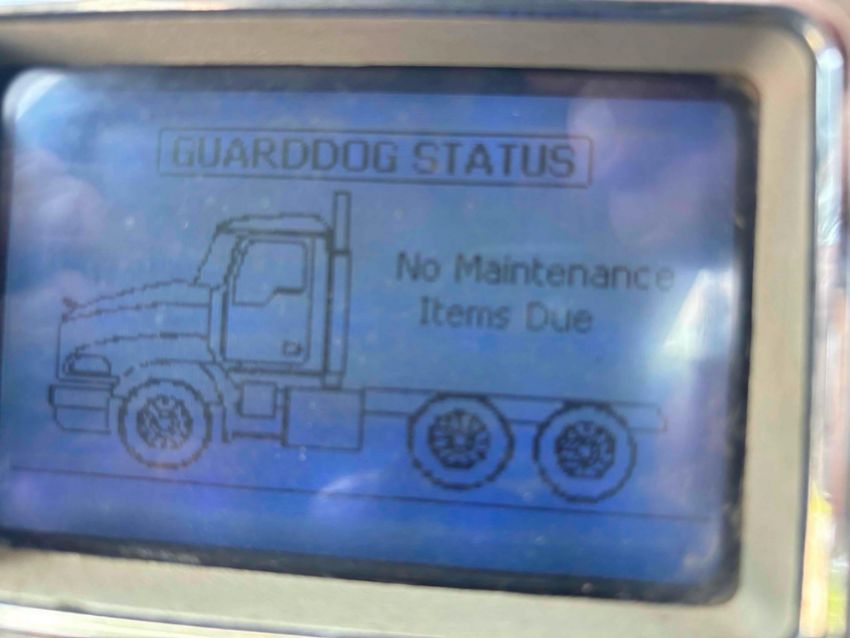 GUARDDOG STATUS
No Maintenance
Items Due